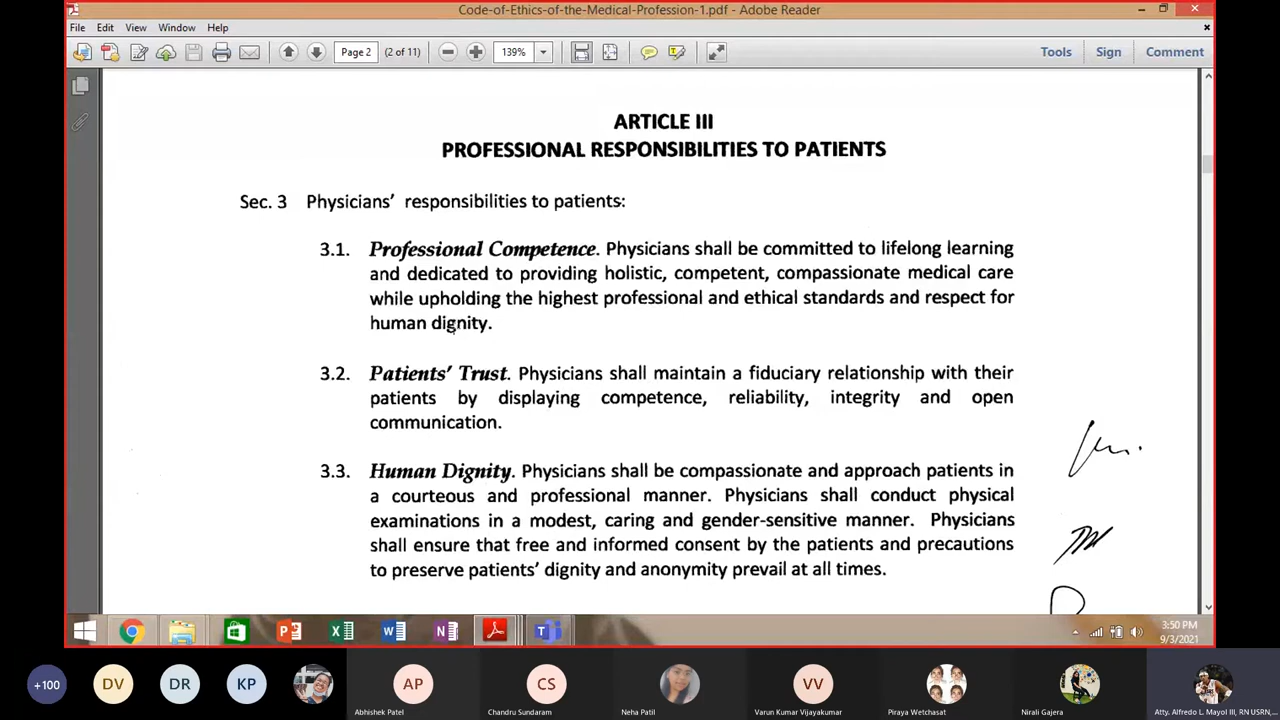 Code-of-Ethics-of-the-Medical-Profession-1.pdf - Adobe Reader
File Edit View Window Help
Page 2 (2 of 11) 139% Tools Sign Comment
ARTICLE III
PROFESSIONAL RESPONSIBILITIES TO PATIENTS
Sec. 3 Physicians' responsibilities to patients:
3.1. Professional Competence. Physicians shall be committed to lifelong learning
and dedicated to providing holistic, competent, compassionate medical care
while upholding the highest professional and ethical standards and respect for
human dignity.
3.2. Patients' Trust. Physicians shall maintain a fiduciary relationship with their
patients by displaying competence, reliability, integrity and open
communication.
3.3. Human Dignity. Physicians shall be compassionate and approach patients in
a courteous and professional manner. Physicians shall conduct physical
examinations in a modest, caring and gender-sensitive manner. Physicians
shall ensure that free and informed consent by the patients and precautions
to preserve patients' dignity and anonymity prevail at all times.
3:50 PM
9/3/2021
+100 DV DR KP AP CS VV
Abhishek Patel Chandru Sundaram Neha Patil Varun Kumar Vijayakumar Piraya Wetchasat Nirali Gajera Atty. Alfredo L. Mayol III, RN USRN,